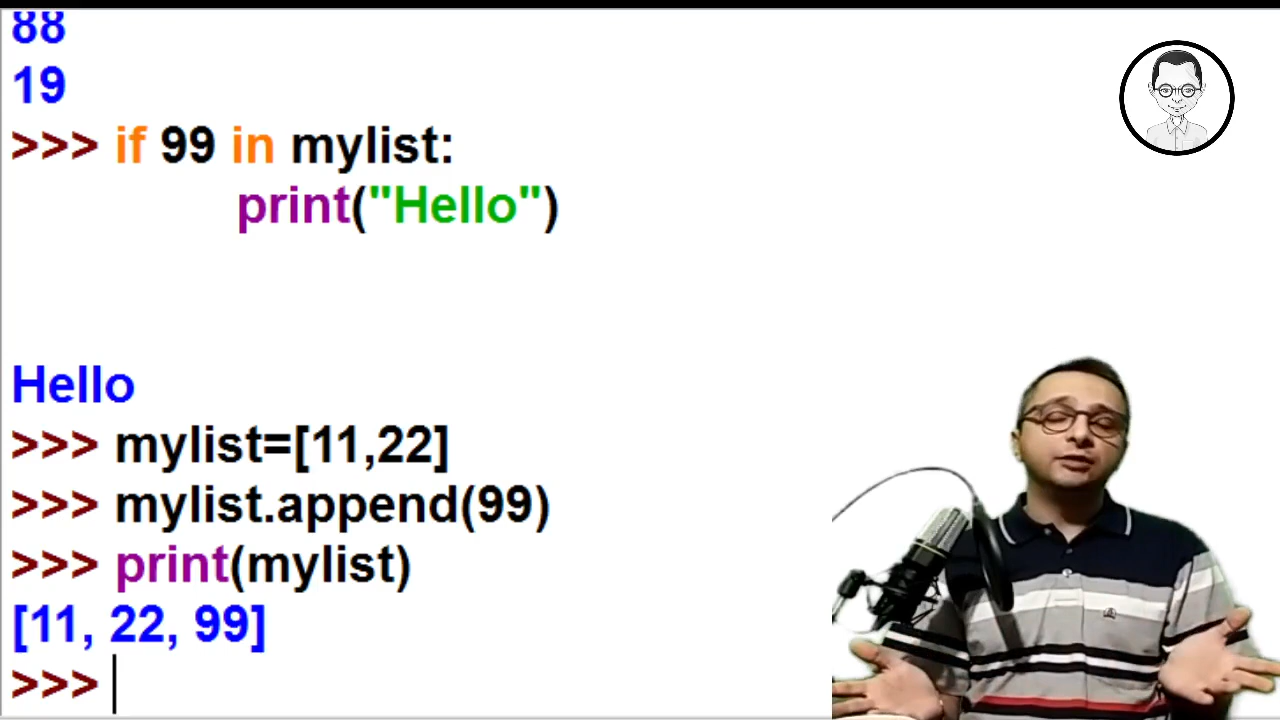 88
19
>>> if 99 in mylist:
print("Hello")
Hello
>>> mylist=[11,22]
>>> mylist.append(99)
>>> print(mylist)
[11, 22, 99]
>>>